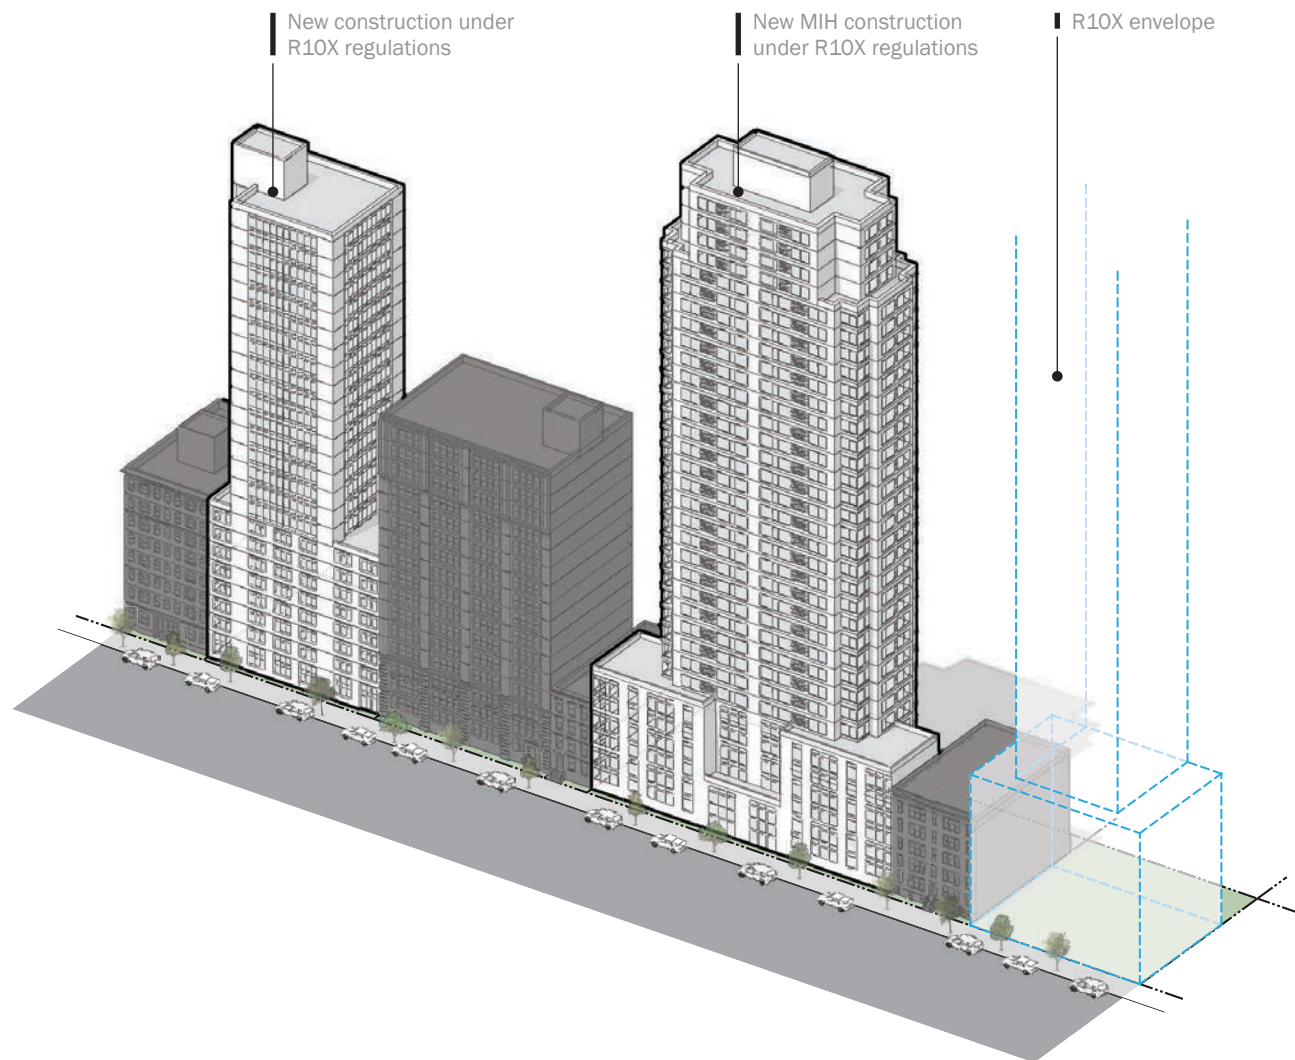 New construction under
R10X regulations
New MIH construction
under R10X regulations
R10X envelope